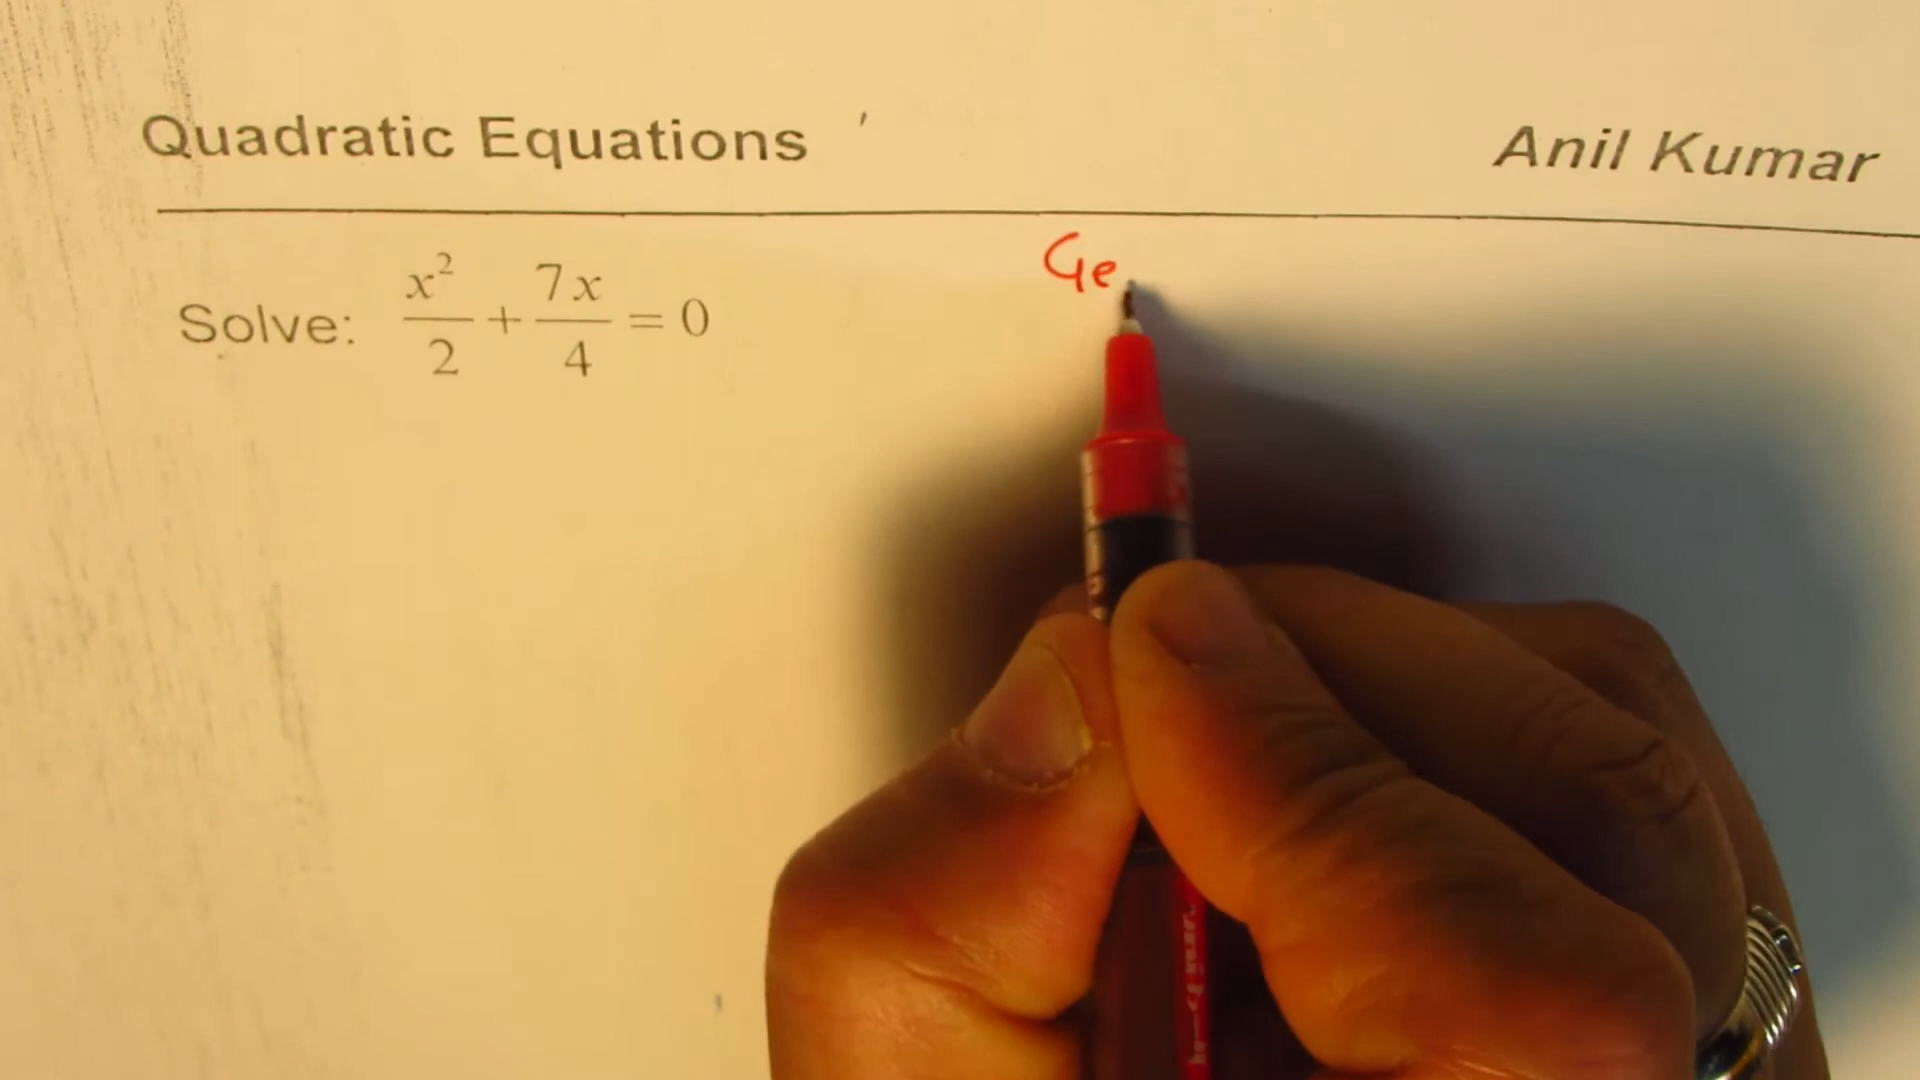 Quadratic Equations
Anil Kumar
Solve: x²/2 + 7x/4 = 0
Ge